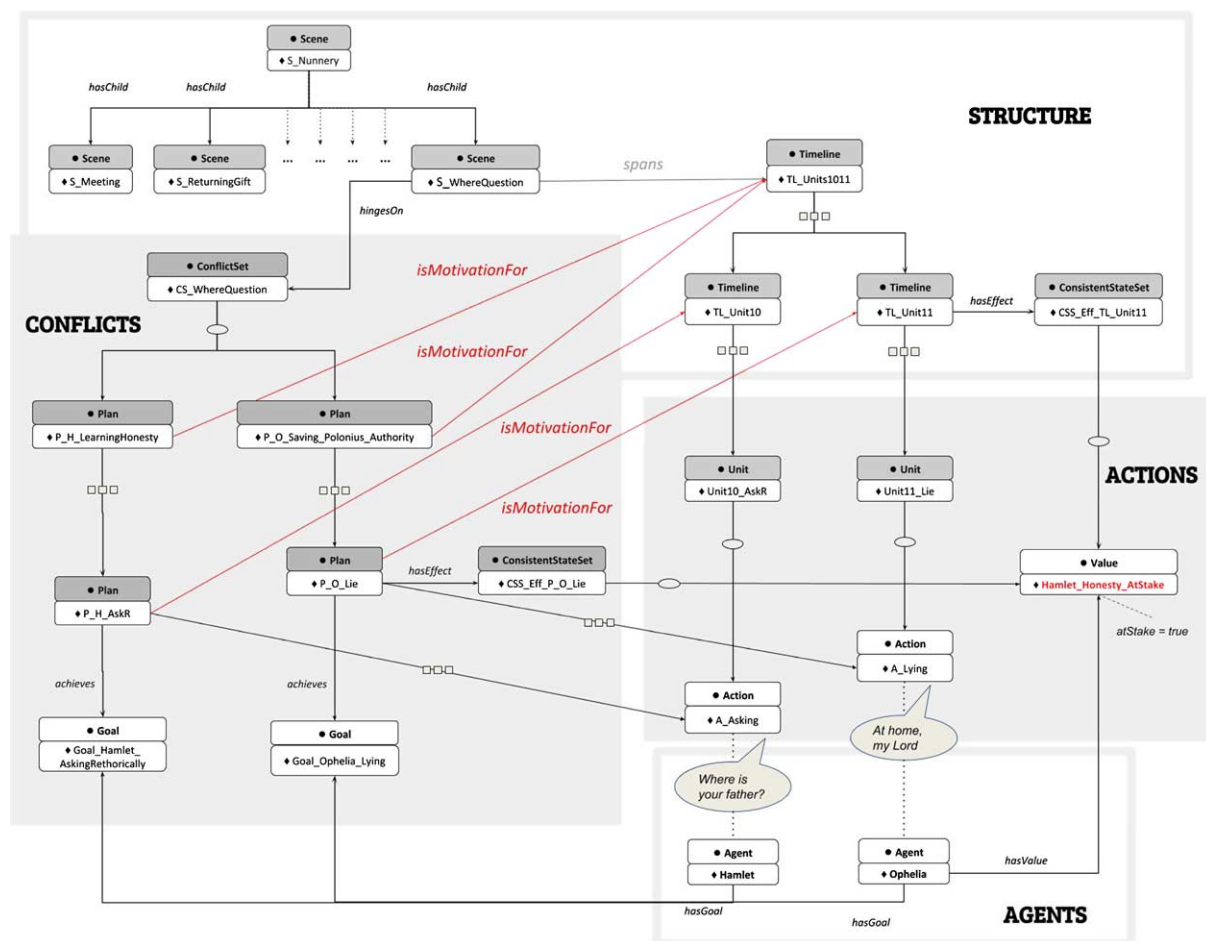 ● Scene
♦ S_Nunnery
hasChild
hasChild
hasChild
STRUCTURE
● Scene
♦ S_Meeting
● Scene
♦ S_ReturningGift
...
...
...
...
● Scene
♦ S_WhereQuestion
spans
● Timeline
♦ TL_Units1011
hingesOn
● ConflictSet
♦ CS_WhereQuestion
isMotivationFor
● Timeline
♦ TL_Unit10
● Timeline
♦ TL_Unit11
hasEffect
● ConsistentStateSet
♦ CSS_Eff_TL_Unit11
CONFLICTS
isMotivationFor
● Plan
♦ P_H_LearningHonesty
● Plan
♦ P_O_Saving_Polonius_Authority
isMotivationFor
● Unit
♦ Unit10_AskR
● Unit
♦ Unit11_Lie
ACTIONS
isMotivationFor
● Plan
♦ P_H_AskR
● Plan
♦ P_O_Lie
hasEffect
● ConsistentStateSet
♦ CSS_Eff_P_O_Lie
● Value
♦ Hamlet_Honesty_AtStake
atStake = true
● Action
♦ A_Lying
achieves
achieves
● Action
♦ A_Asking
● Goal
♦ Goal_Hamlet_
AskingRethorically
● Goal
♦ Goal_Ophelia_Lying
At home,
my Lord
Where is
your father?
● Agent
♦ Hamlet
● Agent
♦ Ophelia
hasValue
hasGoal
hasGoal
AGENTS